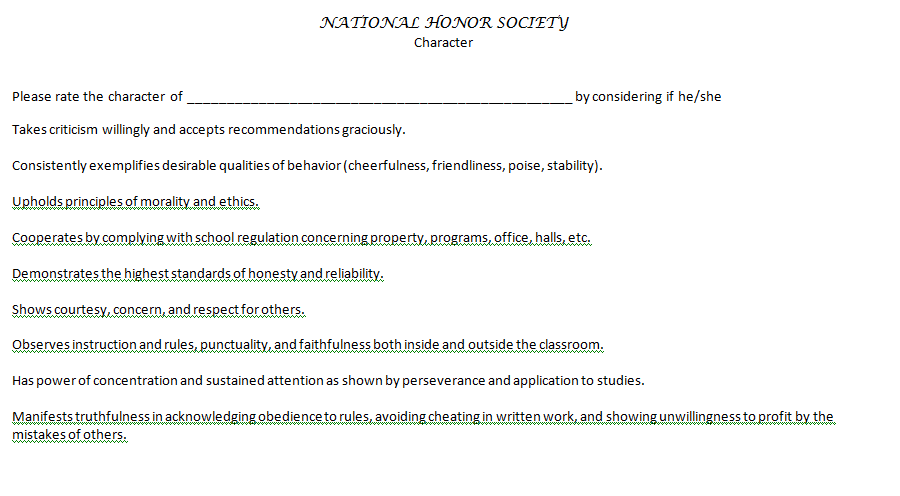 NATIONAL HONOR SOCIETY
Character
Please rate the character of ___________________________________________________ by considering if he/she
Takes criticism willingly and accepts recommendations graciously.
Consistently exemplifies desirable qualities of behavior (cheerfulness, friendliness, poise, stability).
Upholds principles of morality and ethics.
Cooperates by complying with school regulation concerning property, programs, office, halls, etc.
Demonstrates the highest standards of honesty and reliability.
Shows courtesy, concern, and respect for others.
Observes instruction and rules, punctuality, and faithfulness both inside and outside the classroom.
Has power of concentration and sustained attention as shown by perseverance and application to studies.
Manifests truthfulness in acknowledging obedience to rules, avoiding cheating in written work, and showing unwillingness to profit by the
mistakes of others.